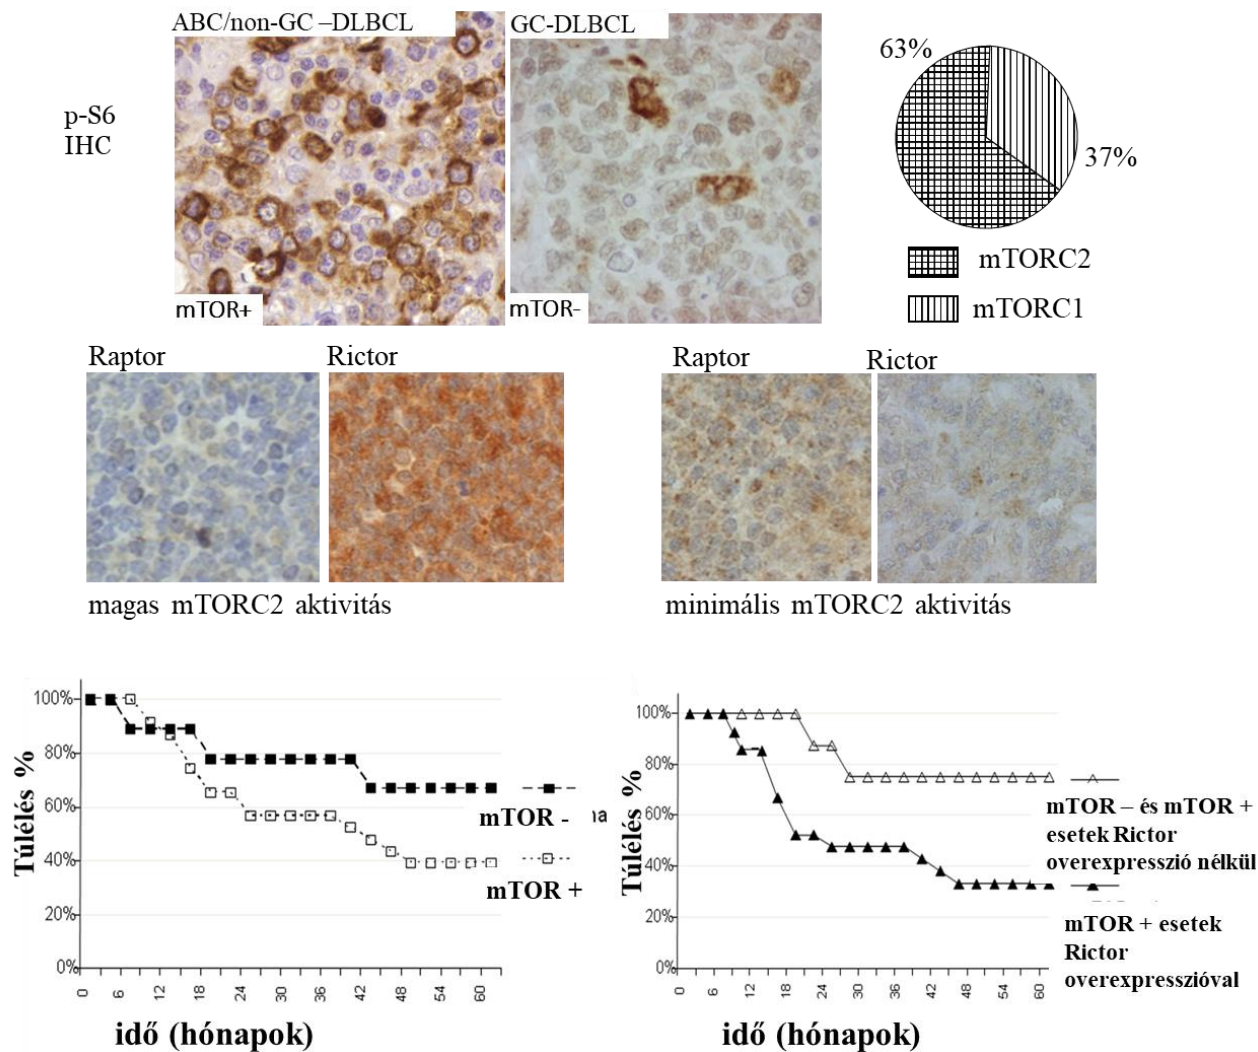 ABC/non-GC –DLBCL
GC-DLBCL
p-S6
IHC
mTOR+
mTOR-
63%
37%
mTORC2
mTORC1
Raptor
Rictor
magas mTORC2 aktivitás
Raptor
Rictor
minimális mTORC2 aktivitás
Túlélés %
100%
80%
60%
40%
20%
0%
0
6
12
18
24
30
36
42
48
54
60
idő (hónapok)
mTOR -
mTOR +
Túlélés %
100%
80%
60%
40%
20%
0%
0
6
12
18
24
30
36
42
48
54
60
idő (hónapok)
mTOR – és mTOR +
esetek Rictor
overexpresszió nélkül
mTOR + esetek
Rictor
overexpresszióval